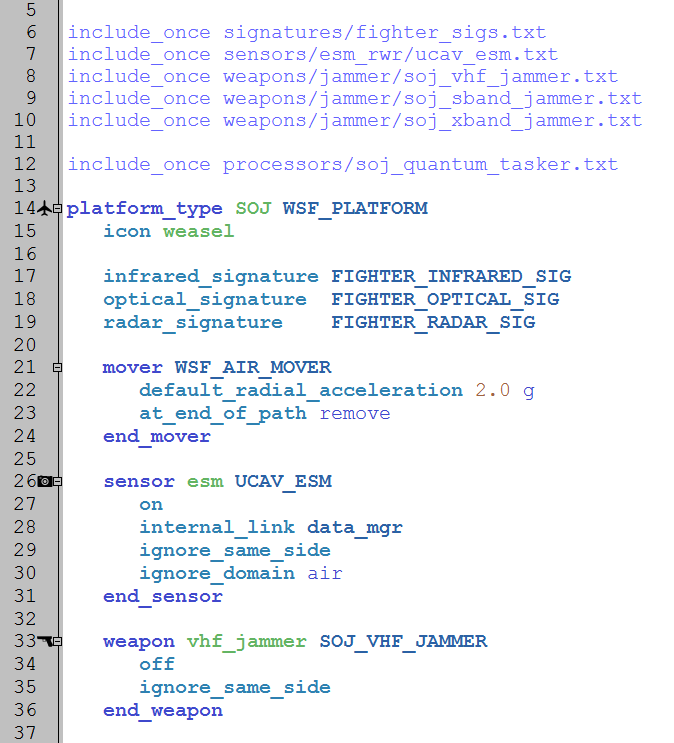 5
6 include_once signatures/fighter_sigs.txt
7 include_once sensors/esm_rwr/ucav_esm.txt
8 include_once weapons/jammer/soj_vhf_jammer.txt
9 include_once weapons/jammer/soj_sband_jammer.txt
10 include_once weapons/jammer/soj_xband_jammer.txt
11
12 include_once processors/soj_quantum_tasker.txt
13
14 platform_type SOJ WSF_PLATFORM
15    icon weasel
16
17    infrared_signature FIGHTER_INFRARED_SIG
18    optical_signature  FIGHTER_OPTICAL_SIG
19    radar_signature    FIGHTER_RADAR_SIG
20
21    mover WSF_AIR_MOVER
22       default_radial_acceleration 2.0 g
23       at_end_of_path remove
24    end_mover
25
26    sensor esm UCAV_ESM
27       on
28       internal_link data_mgr
29       ignore_same_side
30       ignore_domain air
31    end_sensor
32
33    weapon vhf_jammer SOJ_VHF_JAMMER
34       off
35       ignore_same_side
36    end_weapon
37